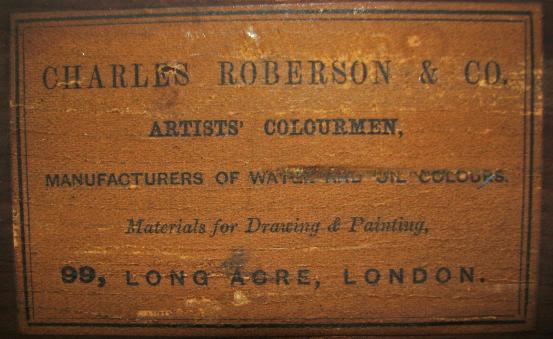 CHARLES ROBERSON & CO.
ARTISTS' COLOURMEN,
MANUFACTURERS OF WATER AND OIL COLOURS.
Materials for Drawing & Painting,
99, LONG ACRE, LONDON.